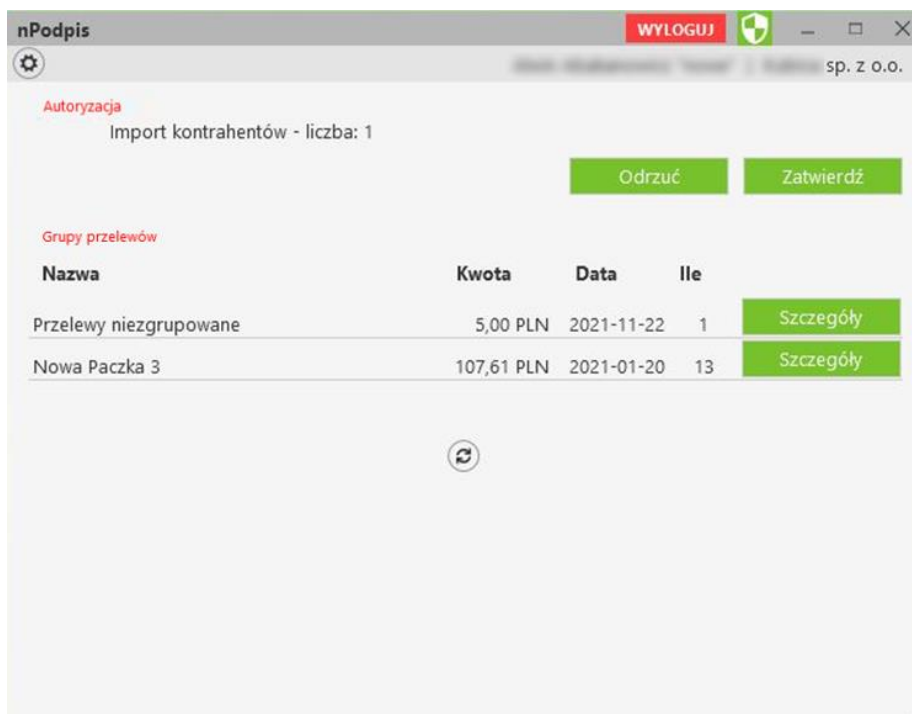 nPodpis WYLOGUJ
sp. z o.o.
Autoryzacja
Import kontrahentów - liczba: 1
Odrzuć Zatwierdź
Grupy przelewów
Nazwa Kwota Data Ile
Przelewy niezgrupowane 5,00 PLN 2021-11-22 1 Szczegóły
Nowa Paczka 3 107,61 PLN 2021-01-20 13 Szczegóły